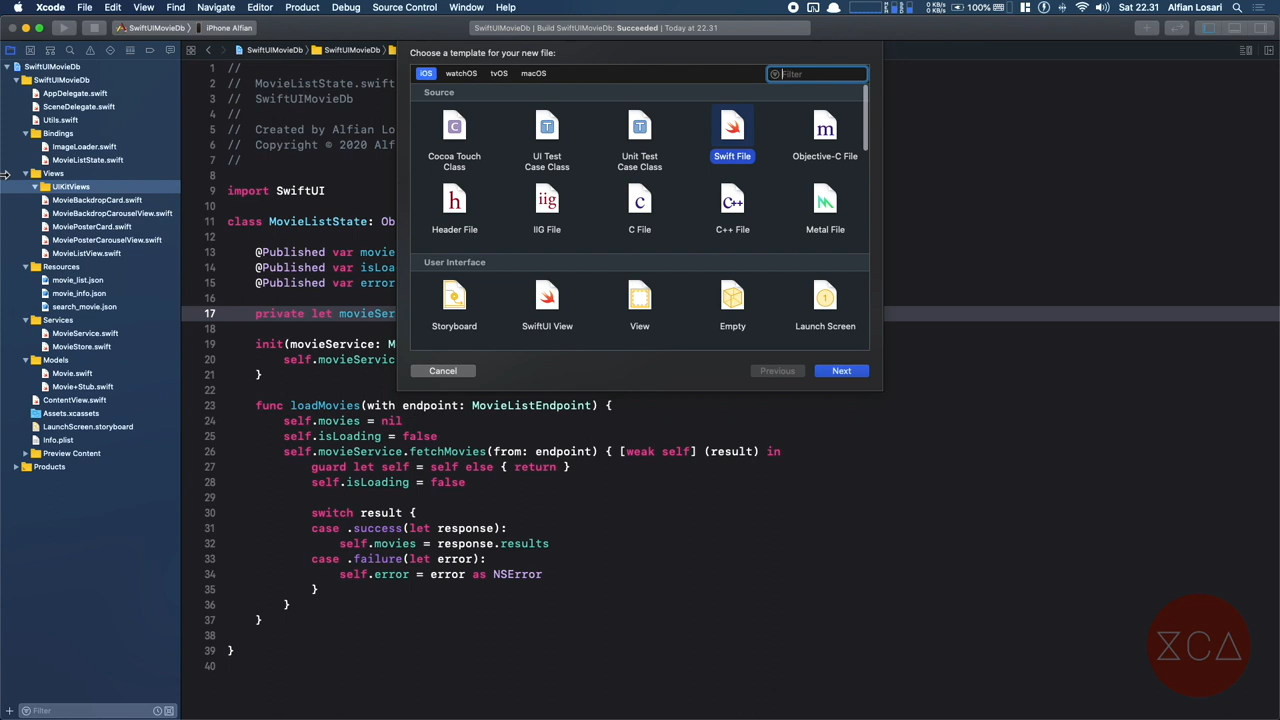 Xcode File Edit View Find Navigate Editor Product Debug Source Control Window Help
0 KB/s
0 KB/s
100%
Sat 22.31 Alfian Losari
SwiftUIMovieDb iPhone Alfian
SwiftUIMovieDb | Build SwiftUIMovieDb: Succeeded | Today at 22.31
SwiftUIMovieDb SwiftUIMovieDb
SwiftUIMovieDb
SwiftUIMovieDb
AppDelegate.swift
SceneDelegate.swift
Utils.swift
Bindings
ImageLoader.swift
MovieListState.swift
Views
UIKitViews
MovieBackdropCard.swift
MovieBackdropCarouselView.swift
MoviePosterCard.swift
MoviePosterCarouselView.swift
MovieListView.swift
Resources
movie_list.json
movie_info.json
search_movie.json
Services
MovieService.swift
MovieStore.swift
Models
Movie.swift
Movie+Stub.swift
ContentView.swift
Assets.xcassets
LaunchScreen.storyboard
Info.plist
Preview Content
Products
Filter
1 //
2 // MovieListState.swift
3 // SwiftUIMovieDb
4 //
5 // Created by Alfian Lo
6 // Copyright © 2020 Alf
7 //
8
9 import SwiftUI
10
11 class MovieListState: Ob
12
13 @Published var movie
14 @Published var isLoa
15 @Published var error
16
17 private let movieSer
18
19 init(movieService: M
20 self.movieServic
21 }
22
23 func loadMovies(with endpoint: MovieListEndpoint) {
24 self.movies = nil
25 self.isLoading = false
26 self.movieService.fetchMovies(from: endpoint) { [weak self] (result) in
27 guard let self = self else { return }
28 self.isLoading = false
29
30 switch result {
31 case .success(let response):
32 self.movies = response.results
33 case .failure(let error):
34 self.error = error as NSError
35 }
36 }
37 }
38
39 }
40
Choose a template for your new file:
iOS watchOS tvOS macOS
Filter
Source
C T T m
Cocoa Touch Class
UI Test Case Class
Unit Test Case Class
Swift File
Objective-C File
h iig C C++
Header File
IIG File
C File
C++ File
Metal File
User Interface
1
Storyboard
SwiftUI View
View
Empty
Launch Screen
Cancel
Previous
Next
XCA